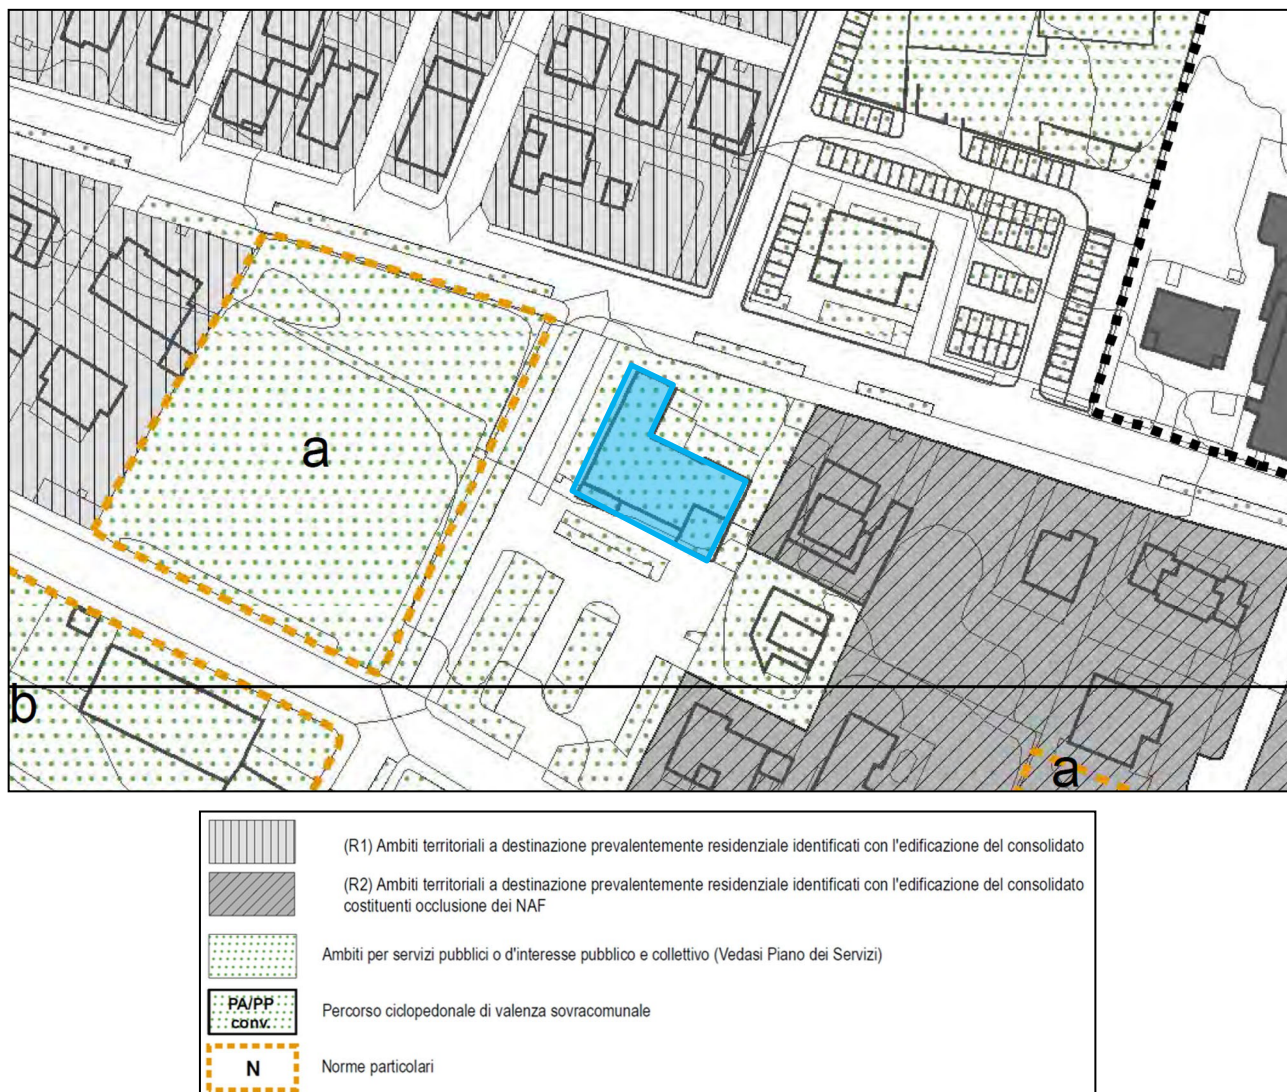 a
b
a
(R1) Ambiti territoriali a destinazione prevalentemente residenziale identificati con l'edificazione del consolidato
(R2) Ambiti territoriali a destinazione prevalentemente residenziale identificati con l'edificazione del consolidato
costituenti occlusione dei NAF
Ambiti per servizi pubblici o d'interesse pubblico e collettivo (Vedasi Piano dei Servizi)
PA/PP
conv.
Percorso ciclopedonale di valenza sovracomunale
N
Norme particolari